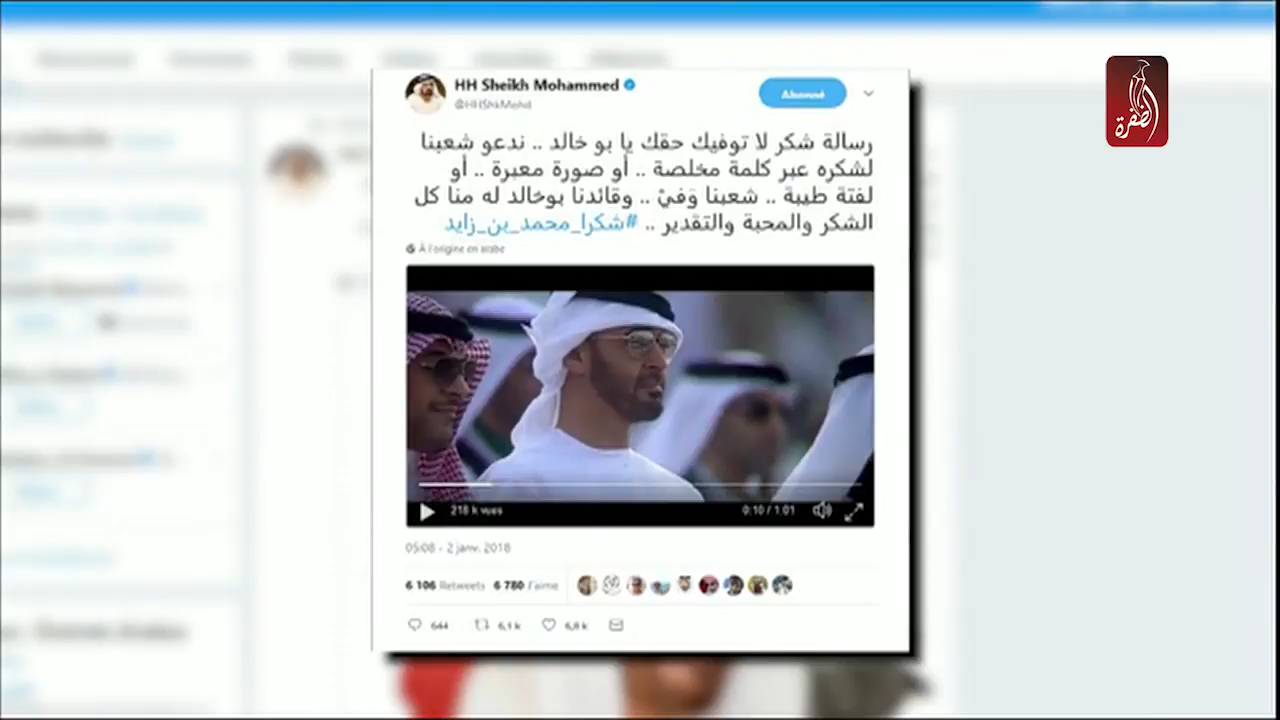 HH Sheikh Mohammed
@HHShkMohd
Abonné
رسالة شكر لا توفيك حقك يا بو خالد .. ندعو شعبنا
لشكره عبر كلمة مخلصة .. أو صورة معبرة .. أو
لفتة طيبة .. شعبنا وَفيْ .. وقائدنا بوخالد له منا كل
الشكر والمحبة والتقدير .. #شكرا_محمد_بن_زايد
À l'origine en arabe
218 k vues
0:10 / 1:01
05:08 - 2 janv. 2018
6 106 Retweets 6 780 J'aime
644 6,1 k 6,8 k
الظفرة